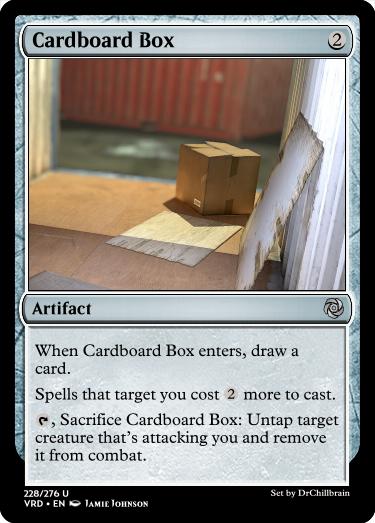 Cardboard Box 2
Artifact
When Cardboard Box enters, draw a
card.
Spells that target you cost 2 more to cast.
, Sacrifice Cardboard Box: Untap target
creature that's attacking you and remove
it from combat.
228/276 U Set by DrChillbrain
VRD • EN Jamie Johnson